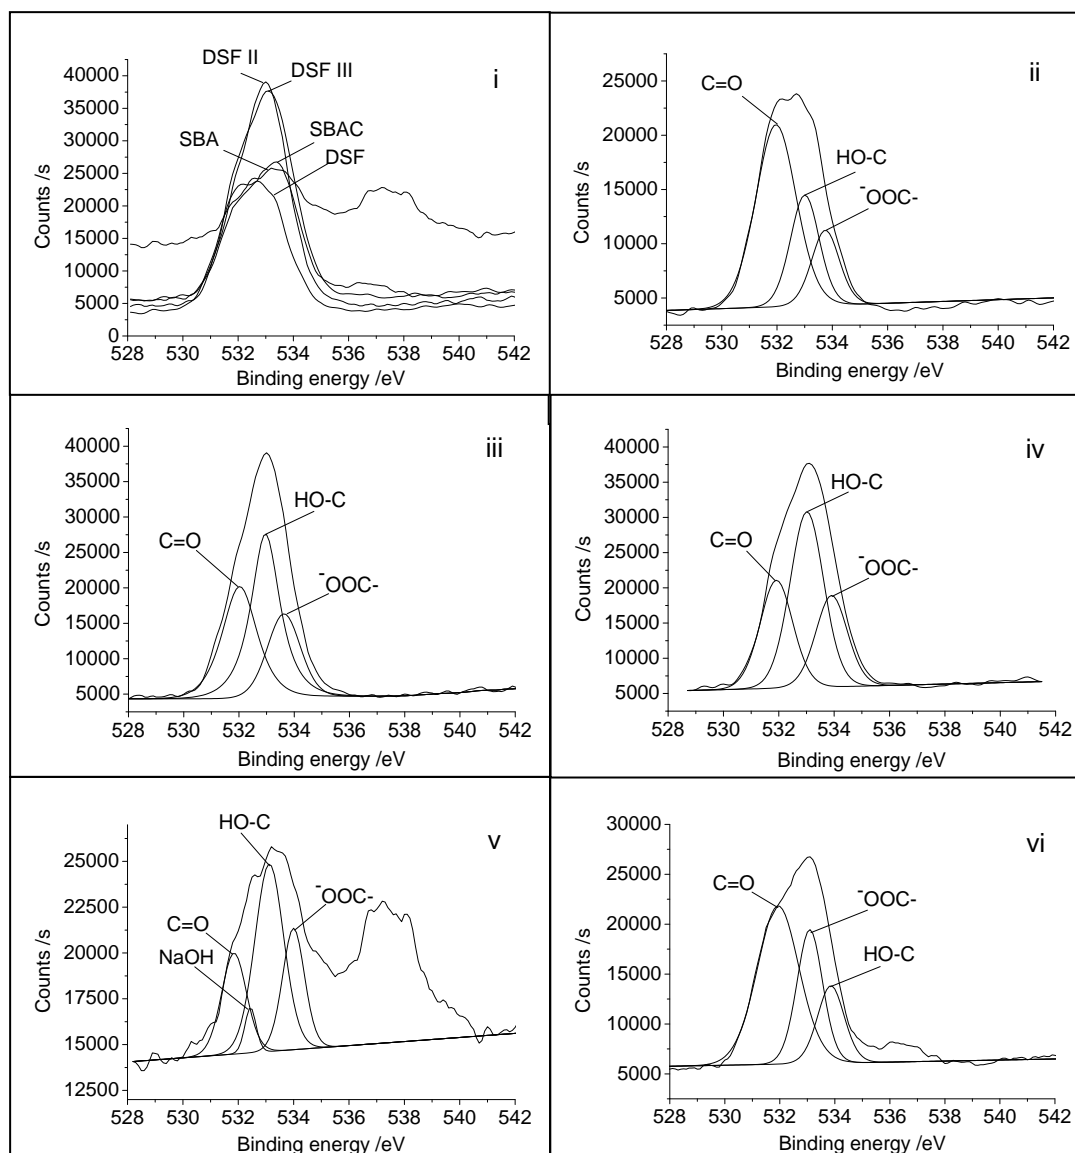 i
DSF II
DSF III
SBA
SBAC
DSF
40000
35000
30000
25000
20000
15000
10000
5000
0
Counts /s
528 530 532 534 536 538 540 542
Binding energy /eV
ii
C=O
HO-C
⁻OOC-
25000
20000
15000
10000
5000
Counts /s
528 530 532 534 536 538 540 542
Binding energy /eV
iii
HO-C
C=O
⁻OOC-
40000
35000
30000
25000
20000
15000
10000
5000
Counts /s
528 530 532 534 536 538 540 542
Binding energy /eV
iv
HO-C
C=O
⁻OOC-
40000
35000
30000
25000
20000
15000
10000
5000
Counts /s
528 530 532 534 536 538 540 542
Binding energy /eV
v
HO-C
⁻OOC-
C=O
NaOH
25000
22500
20000
17500
15000
12500
Counts /s
528 530 532 534 536 538 540 542
Binding energy /eV
vi
C=O
⁻OOC-
HO-C
30000
25000
20000
15000
10000
5000
Counts /s
528 530 532 534 536 538 540 542
Binding energy /eV